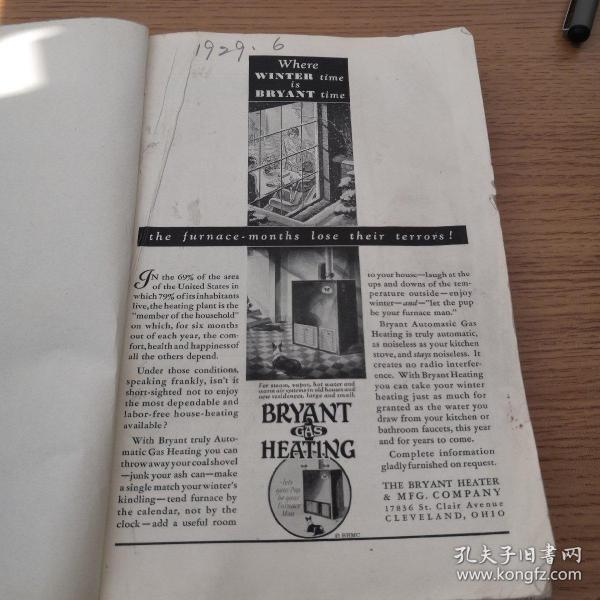 1929.6
Where
WINTER time
is
BRYANT time
the furnace-months lose their terrors!
IN the 69% of the area
of the United States in
which 79% of its inhabitants
live, the heating plant is the
"member of the household"
on which, for six months
out of each year, the com-
fort, health and happiness of
all the others depend.
Under those conditions,
speaking frankly, isn't it
short-sighted not to enjoy
the most dependable and
labor-free house-heating
available?
With Bryant truly Auto-
matic Gas Heating you can
throw away your coal shovel
—junk your ash can—make
a single match your winter's
kindling—tend furnace by
the calendar, not by the
clock—add a useful room
For steam, vapor, hot water and
warm air systems in old houses and
new residences, large and small.
BRYANT
GAS
HEATING
-lets
your Pup
be your
Furnace
Man
© BHMC
to your house—laugh at the
ups and downs of the tem-
perature outside—enjoy
winter—and—"let the pup
be your furnace man."
Bryant Automatic Gas
Heating is truly automatic,
as noiseless as your kitchen
stove, and stays noiseless. It
creates no radio interfer-
ence. With Bryant Heating
you can take your winter
heating just as much for
granted as the water you
draw from your kitchen or
bathroom faucets, this year
and for years to come.
Complete information
gladly furnished on request.
THE BRYANT HEATER
& MFG. COMPANY
17836 St. Clair Avenue
CLEVELAND, OHIO
孔夫子旧书网
www.kongfz.com